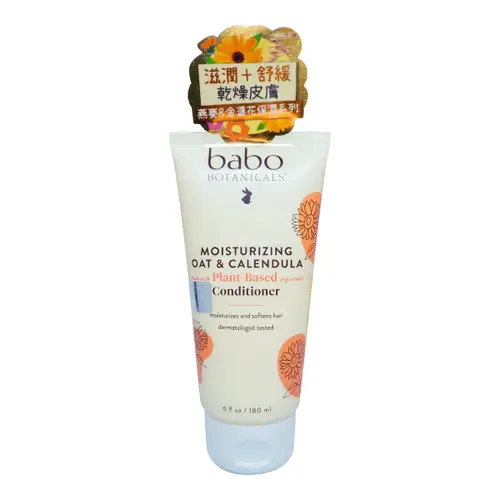 滋潤+舒緩
乾燥皮膚
燕麥&金盞花保濕系列
babo
BOTANICALS®
MOISTURIZING
OAT & CALENDULA
Plant-Based
Conditioner
moisturizes and softens hair
dermatologist tested
6 fl oz / 180 ml